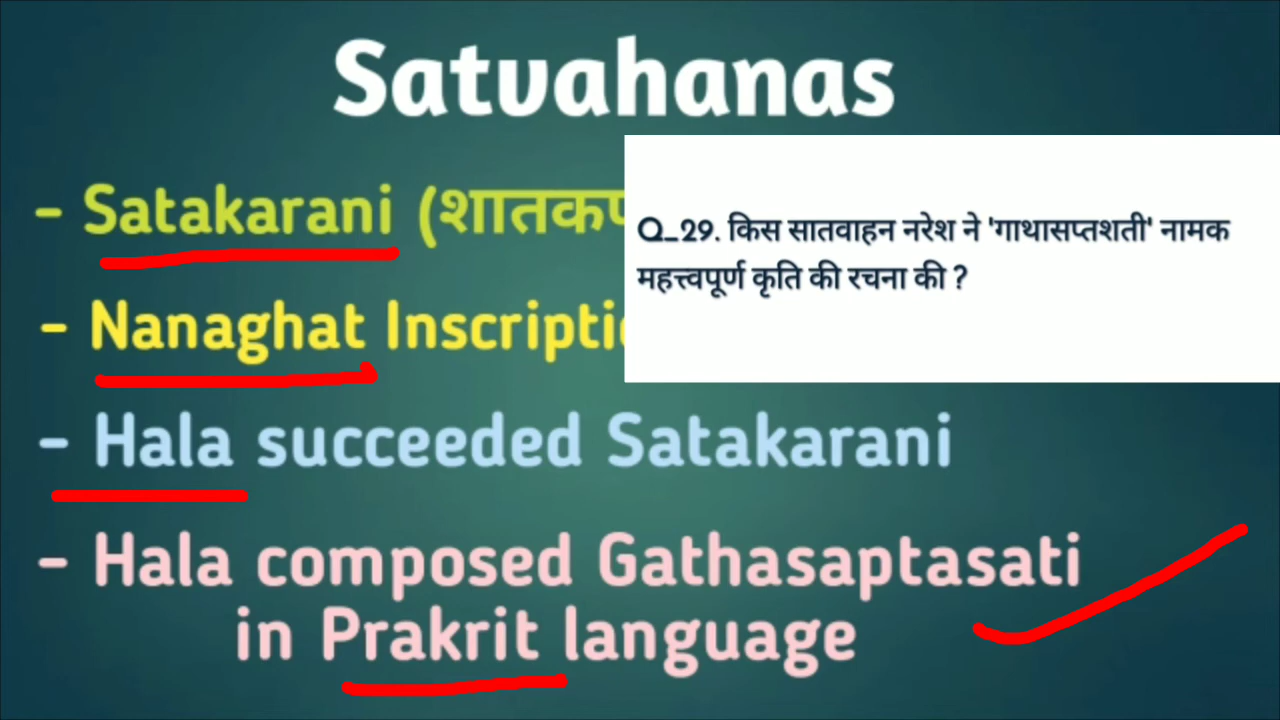 Satvahanas
- Satakarani (शातक
- Nanaghat Inscripti
Q_29. किस सातवाहन नरेश ने 'गाथासप्तशती' नामक
महत्त्वपूर्ण कृति की रचना की ?
- Hala succeeded Satakarani
- Hala composed Gathasaptasati
in Prakrit language